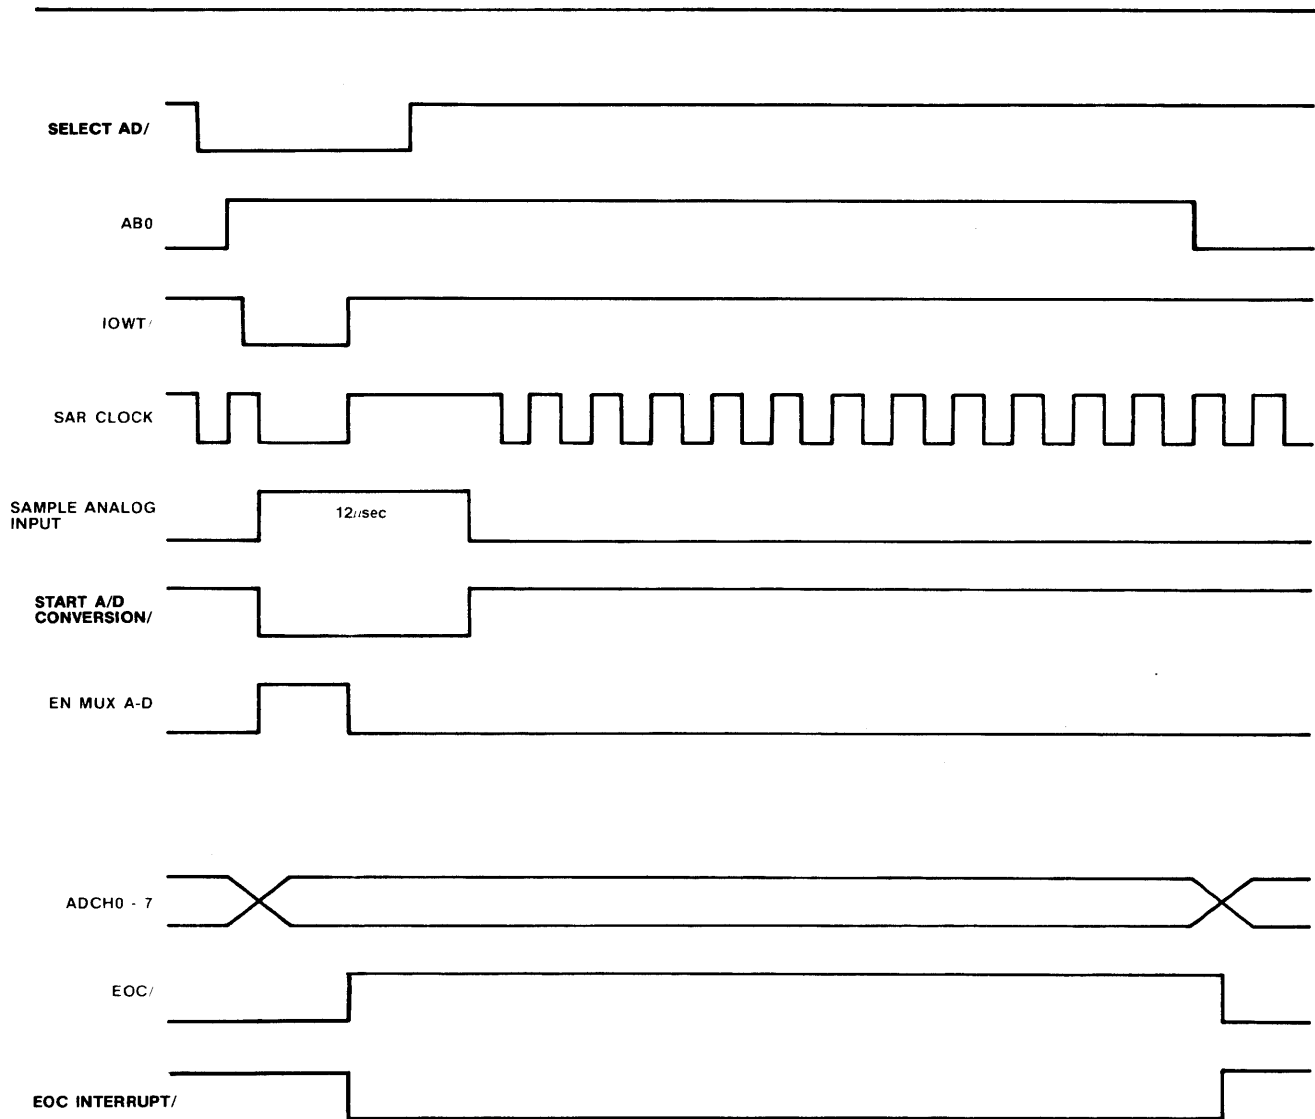 SELECT AD/
AB0
IOWT/
SAR CLOCK
SAMPLE ANALOG
INPUT
12µsec
START A/D
CONVERSION/
EN MUX A-D
ADCH0 - 7
EOC/
EOC INTERRUPT/